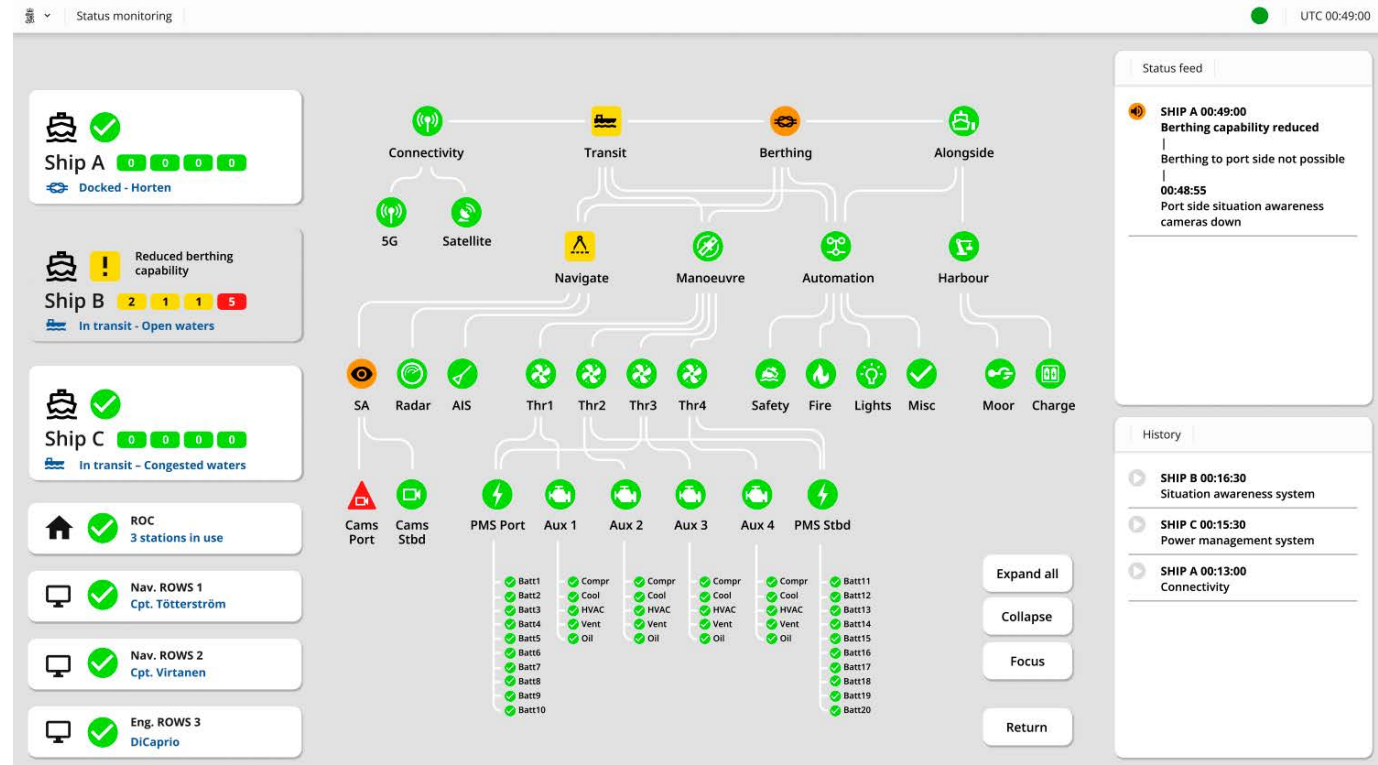 Status monitoring
UTC 00:49:00
Ship A 0 0 0 0
Docked - Horten
Reduced berthing
capability
Ship B 2 1 1 5
In transit - Open waters
Ship C 0 0 0 0
In transit – Congested waters
ROC
3 stations in use
Nav. ROWS 1
Cpt. Tötterström
Nav. ROWS 2
Cpt. Virtanen
Eng. ROWS 3
DiCaprio
Connectivity Transit Berthing Alongside
5G Satellite
Navigate Manoeuvre Automation Harbour
SA Radar AIS Thr1 Thr2 Thr3 Thr4 Safety Fire Lights Misc Moor Charge
Cams Cams PMS Port Aux 1 Aux 2 Aux 3 Aux 4 PMS Stbd
Port Stbd
Batt1 Compr Compr Compr Compr Batt11
Batt2 Cool Cool Cool Cool Batt12
Batt3 HVAC HVAC HVAC HVAC Batt13
Batt4 Vent Vent Vent Vent Batt14
Batt5 Oil Oil Oil Oil Batt15
Batt6 Batt16
Batt7 Batt17
Batt8 Batt18
Batt9 Batt19
Batt10 Batt20
Expand all
Collapse
Focus
Return
Status feed
SHIP A 00:49:00
Berthing capability reduced
|
Berthing to port side not possible
|
00:48:55
Port side situation awareness
cameras down
History
SHIP B 00:16:30
Situation awareness system
SHIP C 00:15:30
Power management system
SHIP A 00:13:00
Connectivity